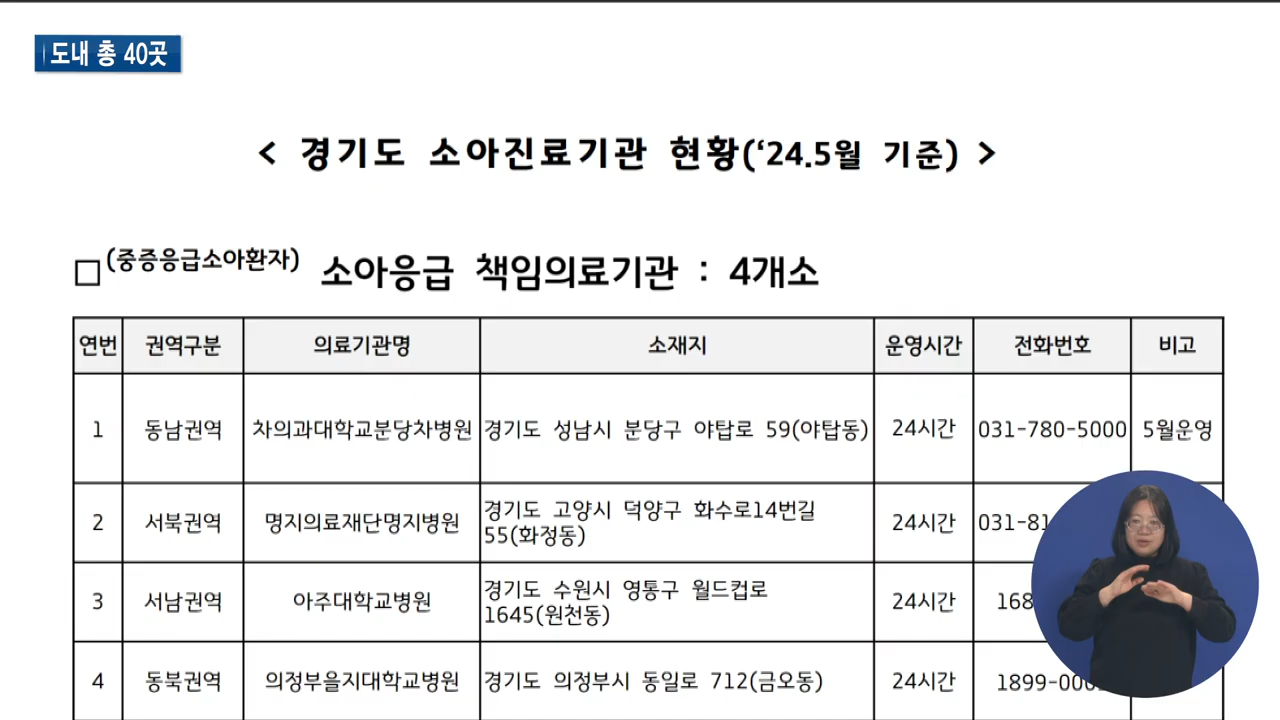 도내 총 40곳
< 경기도 소아진료기관 현황(‘24.5월 기준) >
□(중증응급소아환자) 소아응급 책임의료기관 : 4개소
연번 권역구분 의료기관명 소재지 운영시간 전화번호 비고
1 동남권역 차의과대학교분당차병원 경기도 성남시 분당구 야탑로 59(야탑동) 24시간 031-780-5000 5월운영
2 서북권역 명지의료재단명지병원 경기도 고양시 덕양구 화수로14번길
55(화정동) 24시간
3 서남권역 아주대학교병원 경기도 수원시 영통구 월드컵로
1645(원천동) 24시간
4 동북권역 의정부을지대학교병원 경기도 의정부시 동일로 712(금오동) 24시간